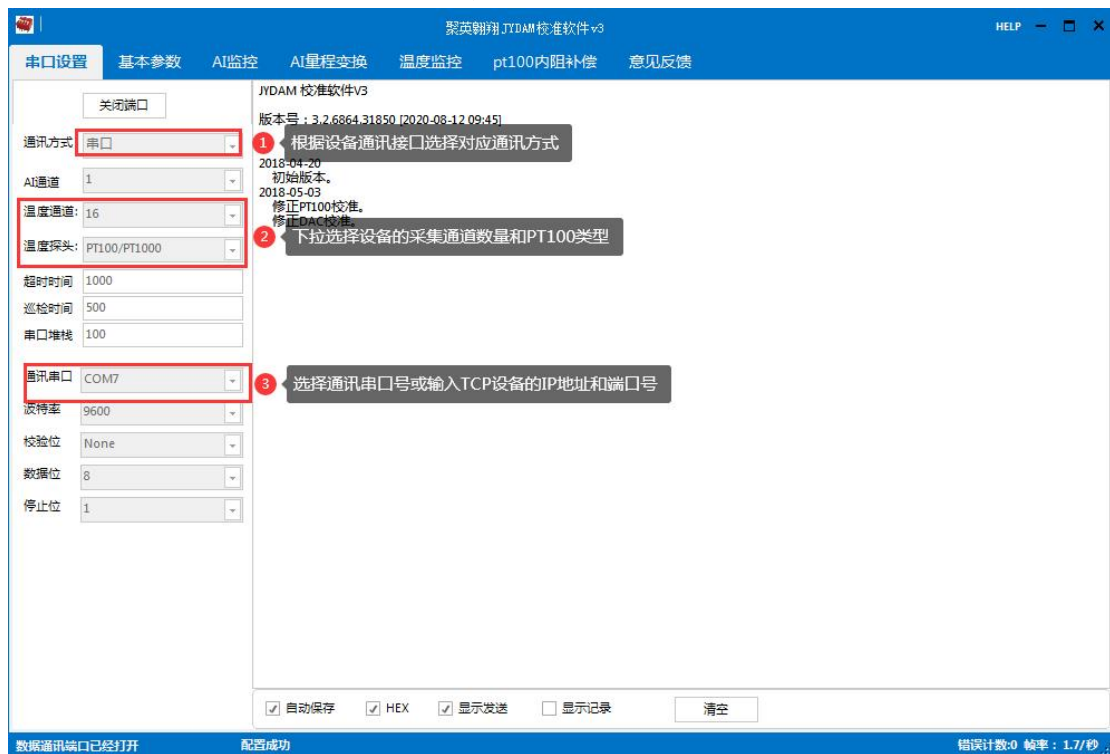 聚英翱翔JYDAM校准软件v3
HELP
串口设置 基本参数 AI监控 AI量程变换 温度监控 pt100内阻补偿 意见反馈
关闭端口
通讯方式 串口
AI通道 1
温度通道: 16
温度探头: PT100/PT1000
超时时间 1000
巡检时间 500
串口堆栈 100
通讯串口 COM7
波特率 9600
校验位 None
数据位 8
停止位 1
JYDAM 校准软件V3
版本号：3.2.6864.31850 [2020-08-12 09:45]
1 根据设备通讯接口选择对应通讯方式
2018-04-20
初始版本。
2018-05-03
修正PT100校准。
修正DAC校准。
2 下拉选择设备的采集通道数量和PT100类型
3 选择通讯串口号或输入TCP设备的IP地址和端口号
自动保存 HEX 显示发送 显示记录 清空
数据通讯端口已经打开 配置成功 错误计数:0 帧率：1.7/秒